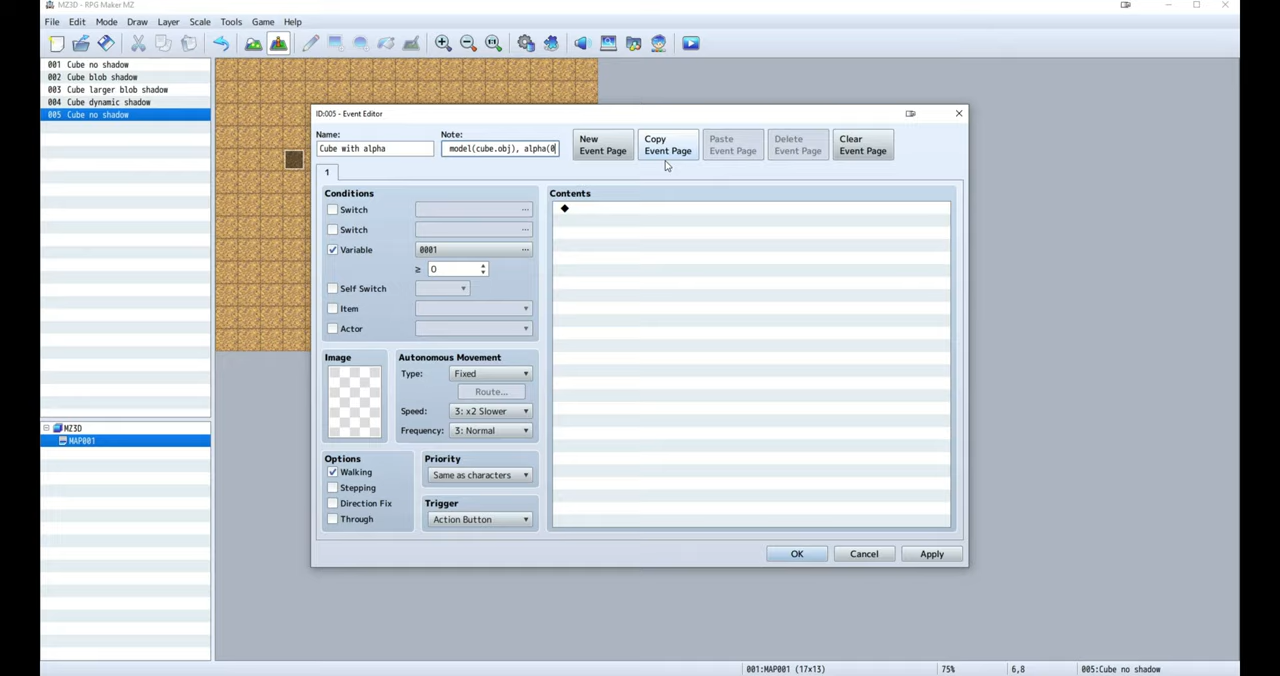 MZ3D - RPG Maker MZ
File Edit Mode Draw Layer Scale Tools Game Help
001 Cube no shadow
002 Cube blob shadow
003 Cube larger blob shadow
004 Cube dynamic shadow
005 Cube no shadow
MZ3D
MAP001
ID:005 - Event Editor
Name: Note:
Cube with alpha model(cube.obj), alpha(0
New Event Page
Copy Event Page
Paste Event Page
Delete Event Page
Clear Event Page
1
Conditions
Switch ...
Switch ...
Variable 0001 ...
≥ 0
Self Switch
Item
Actor
Image
Autonomous Movement
Type: Fixed
Route...
Speed: 3: x2 Slower
Frequency: 3: Normal
Options
Walking
Stepping
Direction Fix
Through
Priority
Same as characters
Trigger
Action Button
Contents
◆
OK Cancel Apply
001:MAP001 (17x13) 75% 6,8 005:Cube no shadow